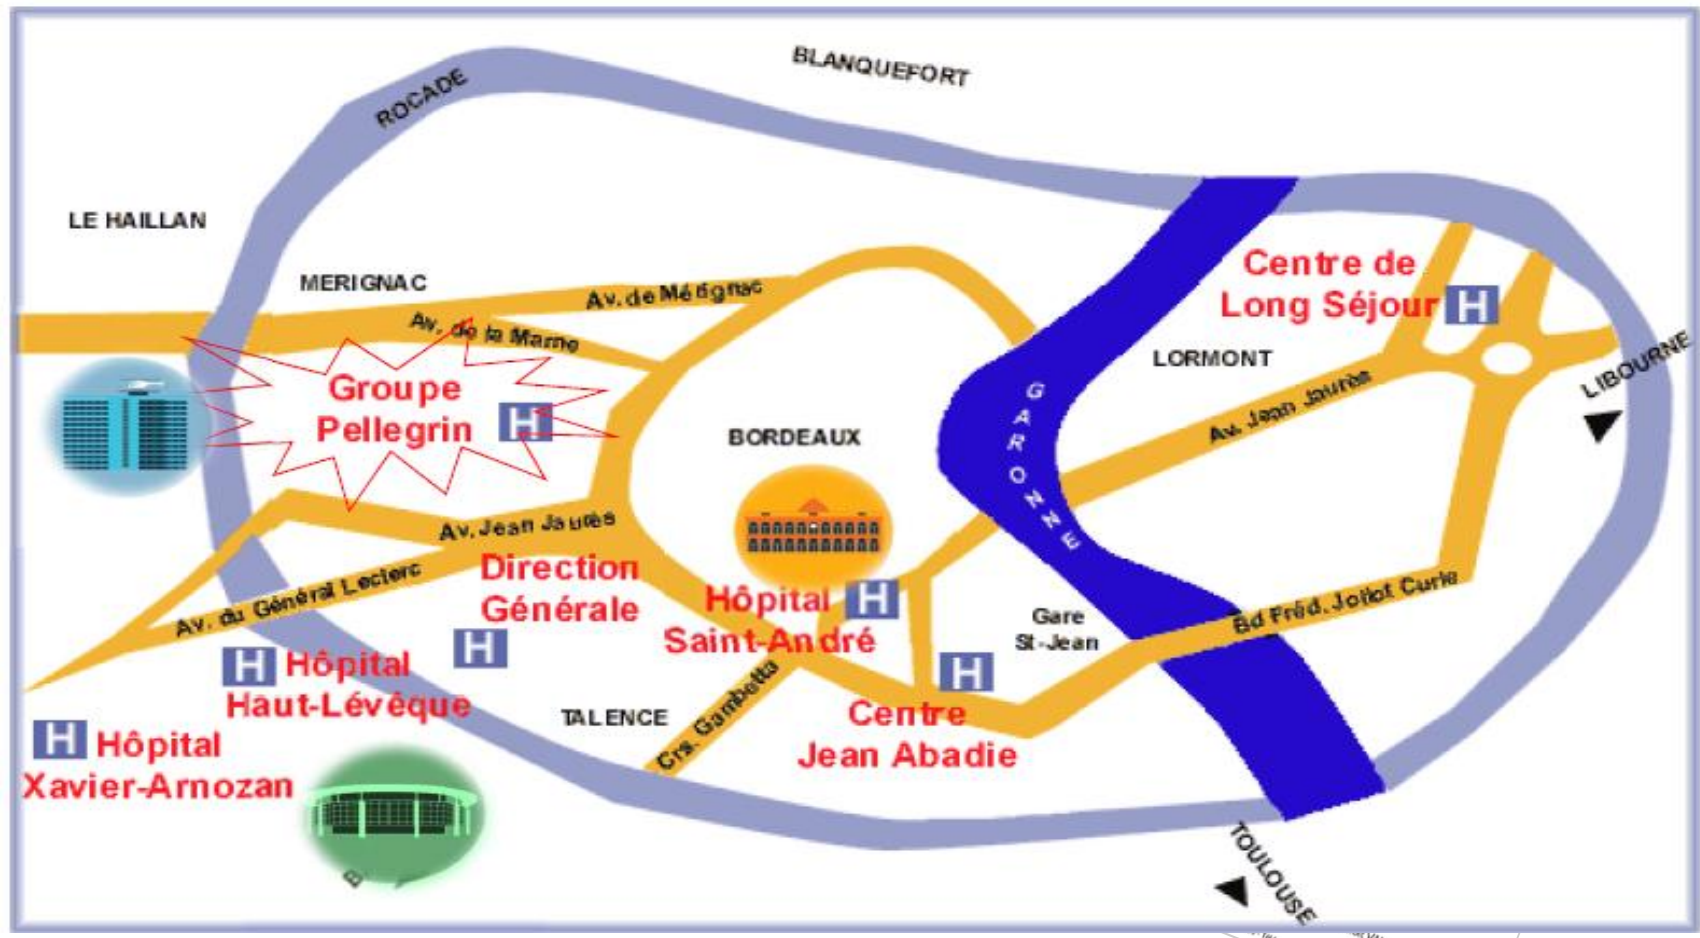 BLANQUEFORT
ROCADE
LE HAILLAN
MERIGNAC
Av. de Mérignac
Av. de la Marne
Centre de
Long Séjour H
LORMONT
LIBOURNE
Groupe
Pellegrin H
GARONNE
Av. Jean Jaurès
BORDEAUX
Av. Jean Jaurès
Direction
Générale
H
Av. du Général Leclerc
Hôpital H
Saint-André
Gare
St-Jean
Bd Fréd. Joliot Curie
H Hôpital
Haut-Lévêque
H
Centre
Jean Abadie
TALENCE
Crs. Gambetta
H Hôpital
Xavier-Arnozan
B
TOULOUSE